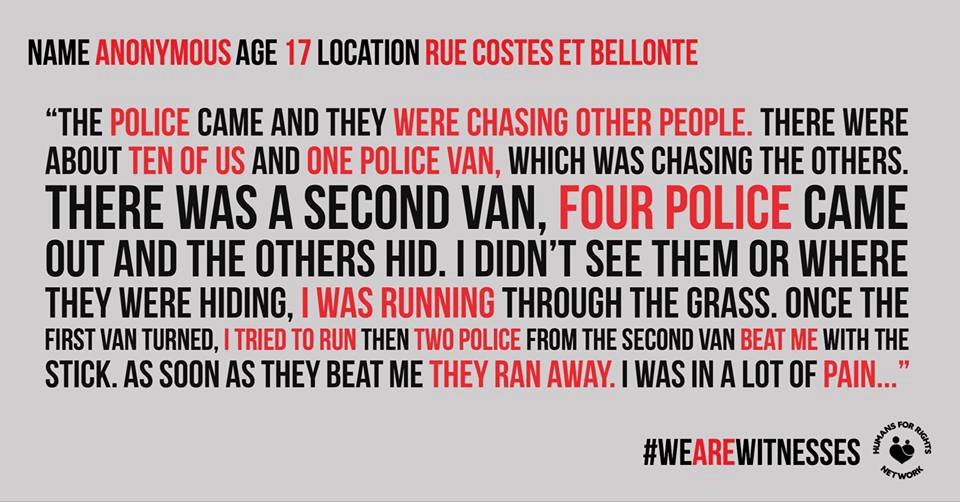 NAME ANONYMOUS AGE 17 LOCATION RUE COSTES ET BELLONTE
“THE POLICE CAME AND THEY WERE CHASING OTHER PEOPLE. THERE WERE
ABOUT TEN OF US AND ONE POLICE VAN, WHICH WAS CHASING THE OTHERS.
THERE WAS A SECOND VAN, FOUR POLICE CAME
OUT AND THE OTHERS HID. I DIDN’T SEE THEM OR WHERE
THEY WERE HIDING, I WAS RUNNING THROUGH THE GRASS. ONCE THE
FIRST VAN TURNED, I TRIED TO RUN THEN TWO POLICE FROM THE SECOND VAN BEAT ME WITH THE
STICK. AS SOON AS THEY BEAT ME THEY RAN AWAY. I WAS IN A LOT OF PAIN...”
#WEAREWITNESSES
HUMANS FOR RIGHTS
NETWORK